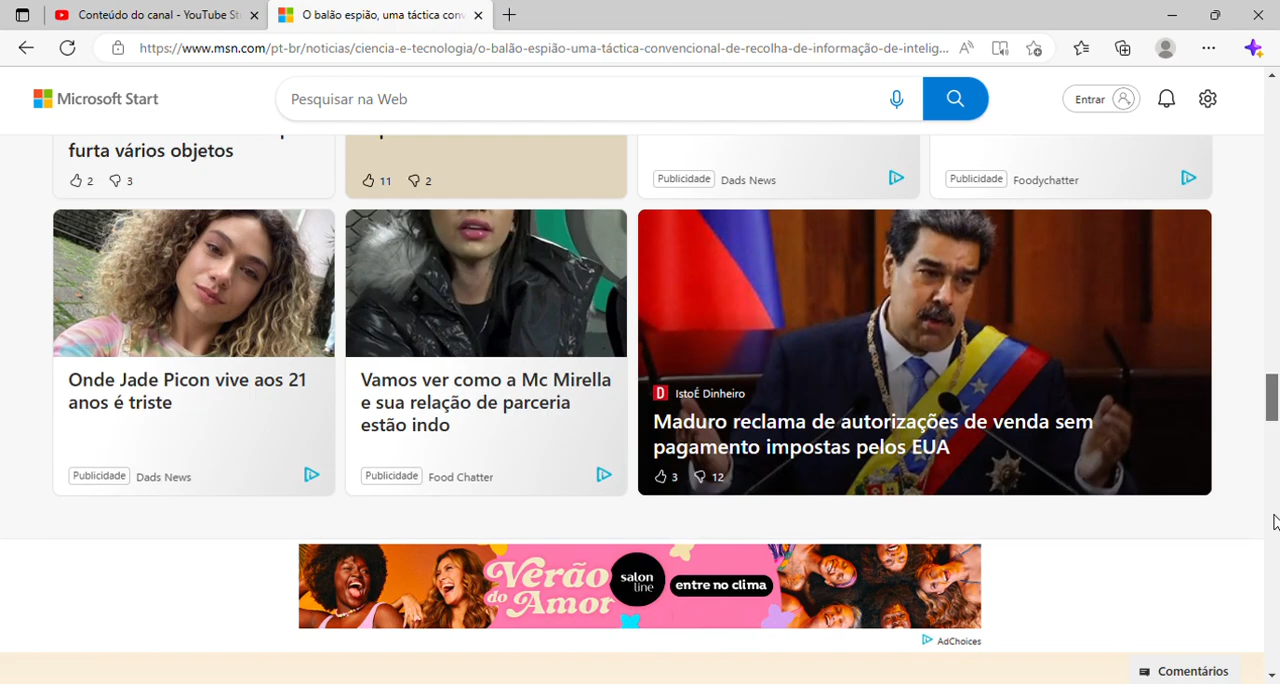 Conteúdo do canal - YouTube St
O balão espião, uma táctica conv
https://www.msn.com/pt-br/noticias/ciencia-e-tecnologia/o-balão-espião-uma-táctica-convencional-de-recolha-de-informação-de-intelig...
Microsoft Start
Pesquisar na Web
Entrar
furta vários objetos
2 3
11 2
Publicidade Dads News
Publicidade Foodychatter
Onde Jade Picon vive aos 21
anos é triste
Publicidade Dads News
Vamos ver como a Mc Mirella
e sua relação de parceria
estão indo
Publicidade Food Chatter
D IstoÉ Dinheiro
Maduro reclama de autorizações de venda sem
pagamento impostas pelos EUA
3 12
Verão
do Amor
salon
line
entre no clima
AdChoices
Comentários